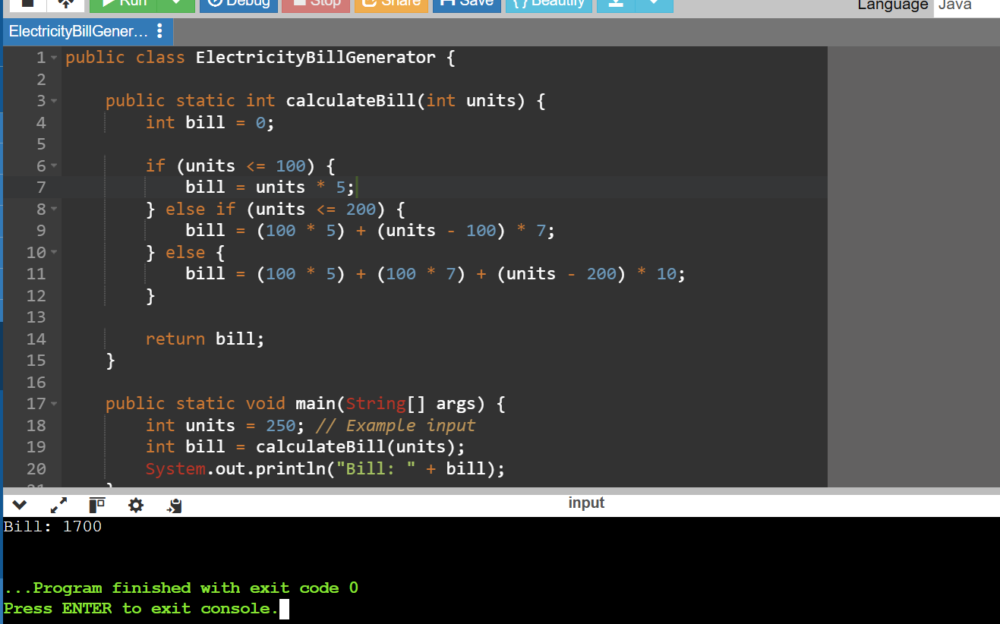 Run Debug Stop Share Save { } Beautify Language Java
ElectricityBillGener... ⋮
1 public class ElectricityBillGenerator {
2
3     public static int calculateBill(int units) {
4         int bill = 0;
5
6         if (units <= 100) {
7             bill = units * 5;
8         } else if (units <= 200) {
9             bill = (100 * 5) + (units - 100) * 7;
10         } else {
11             bill = (100 * 5) + (100 * 7) + (units - 200) * 10;
12         }
13
14         return bill;
15     }
16
17     public static void main(String[] args) {
18         int units = 250; // Example input
19         int bill = calculateBill(units);
20         System.out.println("Bill: " + bill);
21     }
input
Bill: 1700
...Program finished with exit code 0
Press ENTER to exit console.